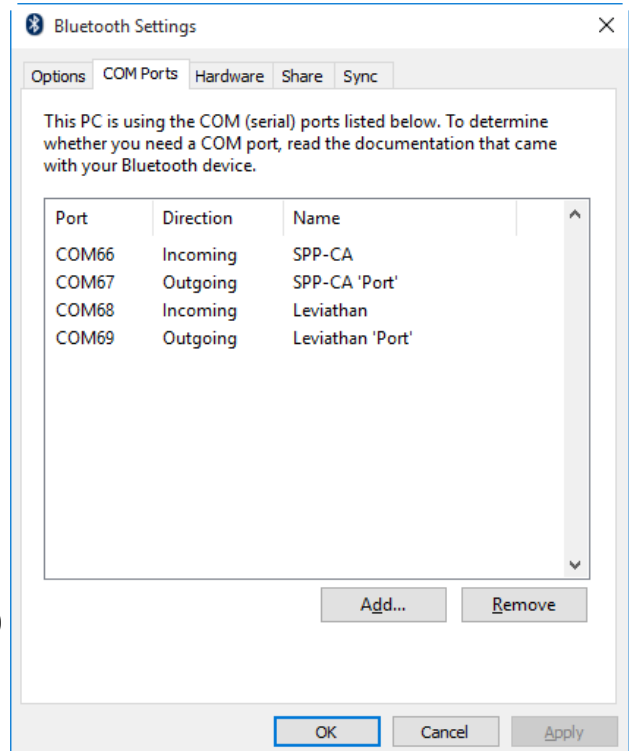 Bluetooth Settings
Options COM Ports Hardware Share Sync
This PC is using the COM (serial) ports listed below. To determine
whether you need a COM port, read the documentation that came
with your Bluetooth device.
Port Direction Name
COM66 Incoming SPP-CA
COM67 Outgoing SPP-CA 'Port'
COM68 Incoming Leviathan
COM69 Outgoing Leviathan 'Port'
Add... Remove
)
OK Cancel Apply